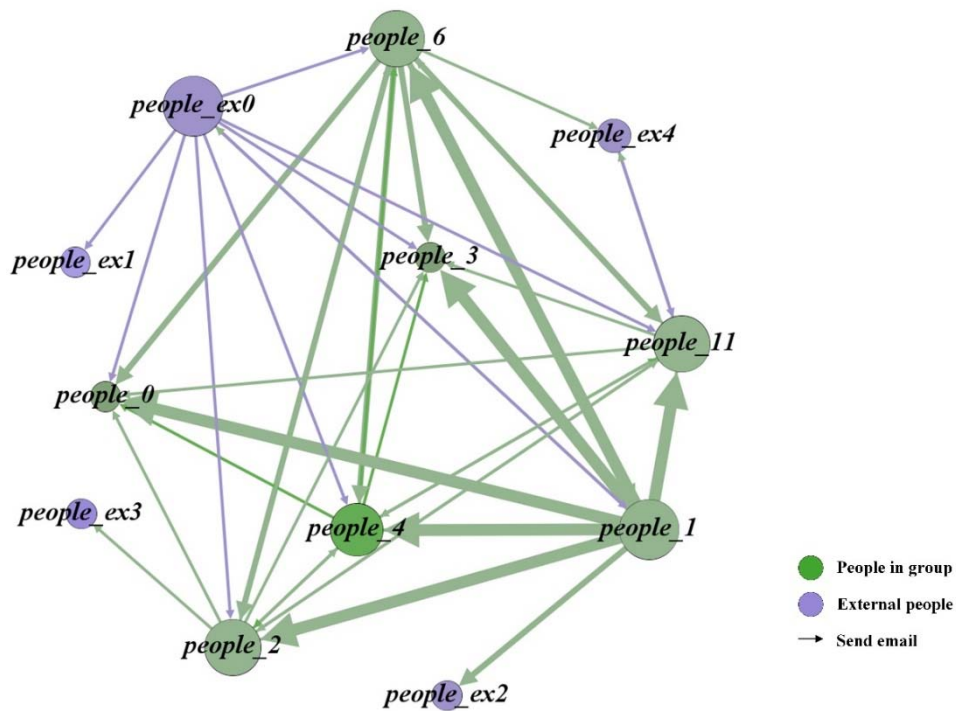 people_6
people_ex0
people_ex4
people_ex1
people_3
people_11
people_0
people_ex3
people_4
people_1
people_2
people_ex2
People in group
External people
Send email